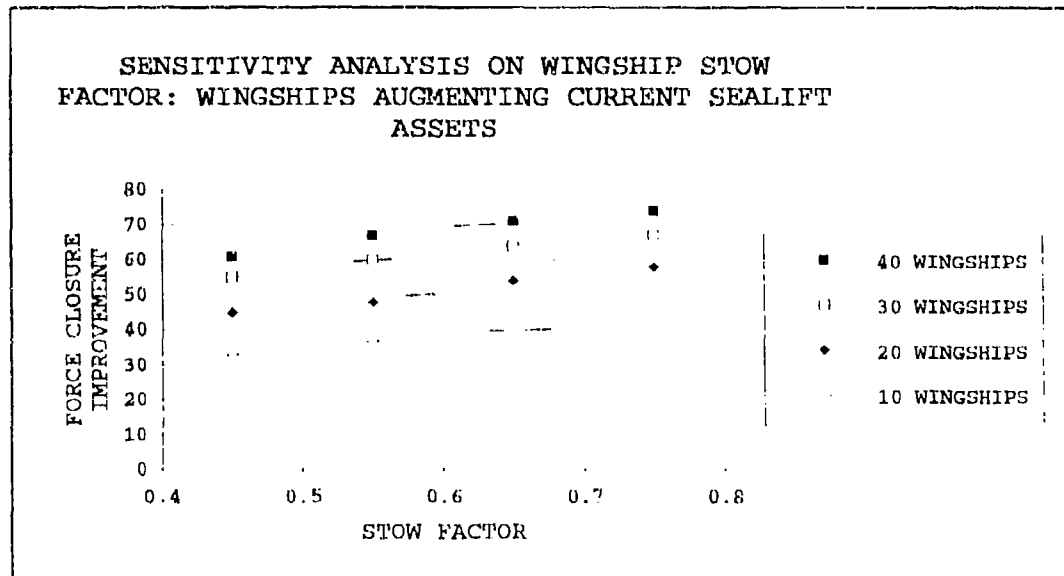 SENSITIVITY ANALYSIS ON WINGSHIP STOW
FACTOR: WINGSHIPS AUGMENTING CURRENT SEALIFT
ASSETS
FORCE CLOSURE
IMPROVEMENT
80
70
60
50
40
30
20
10
0
0.4 0.5 0.6 0.7 0.8
STOW FACTOR
40 WINGSHIPS
30 WINGSHIPS
20 WINGSHIPS
10 WINGSHIPS